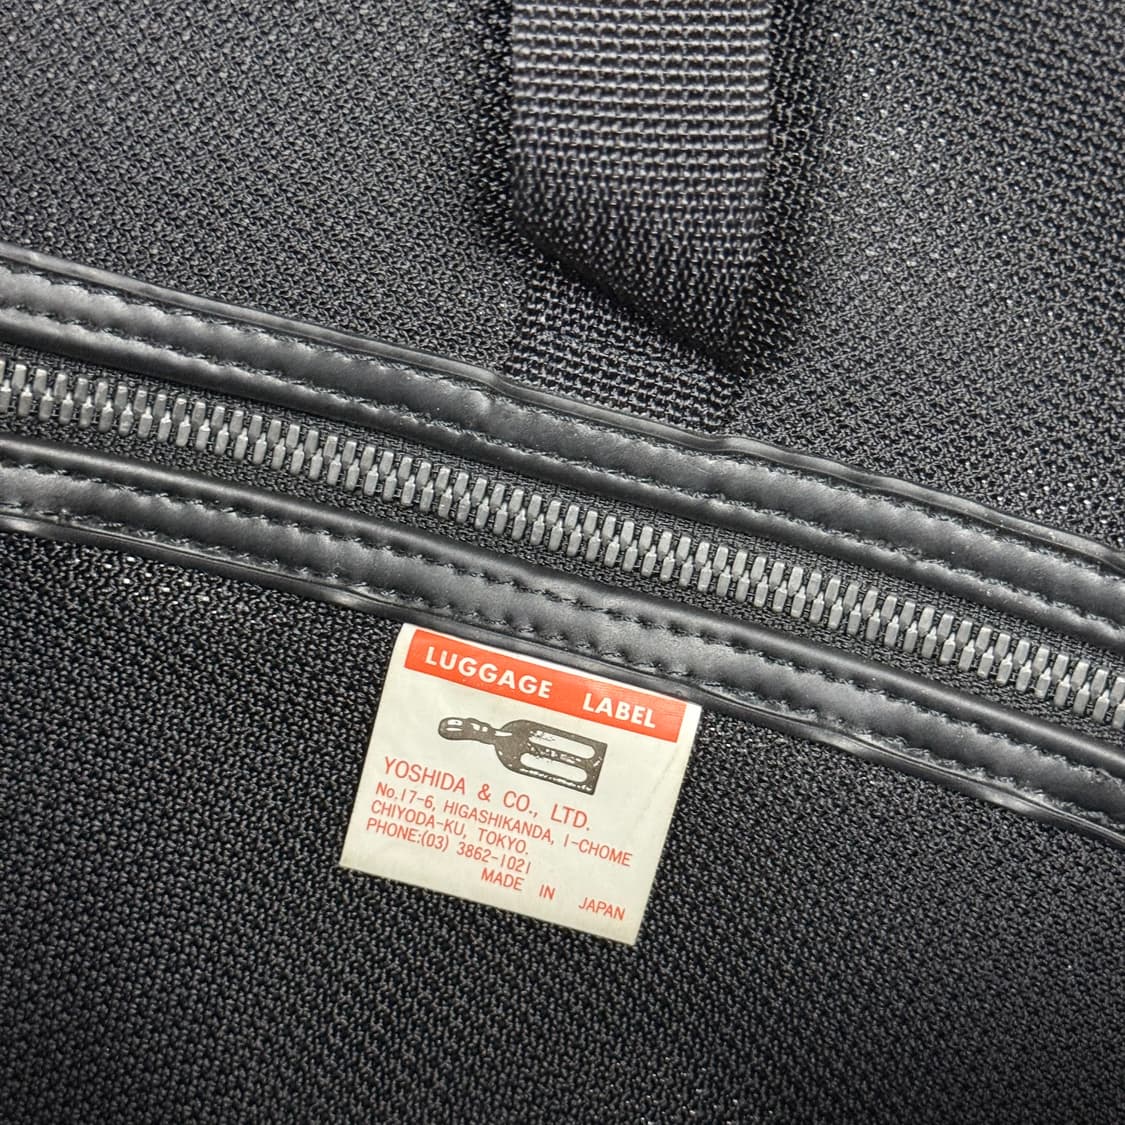 LUGGAGE LABEL
YOSHIDA & CO., LTD.
No.17-6, HIGASHIKANDA, 1-CHOME
CHIYODA-KU, TOKYO.
PHONE:(03) 3862-1021
MADE IN JAPAN